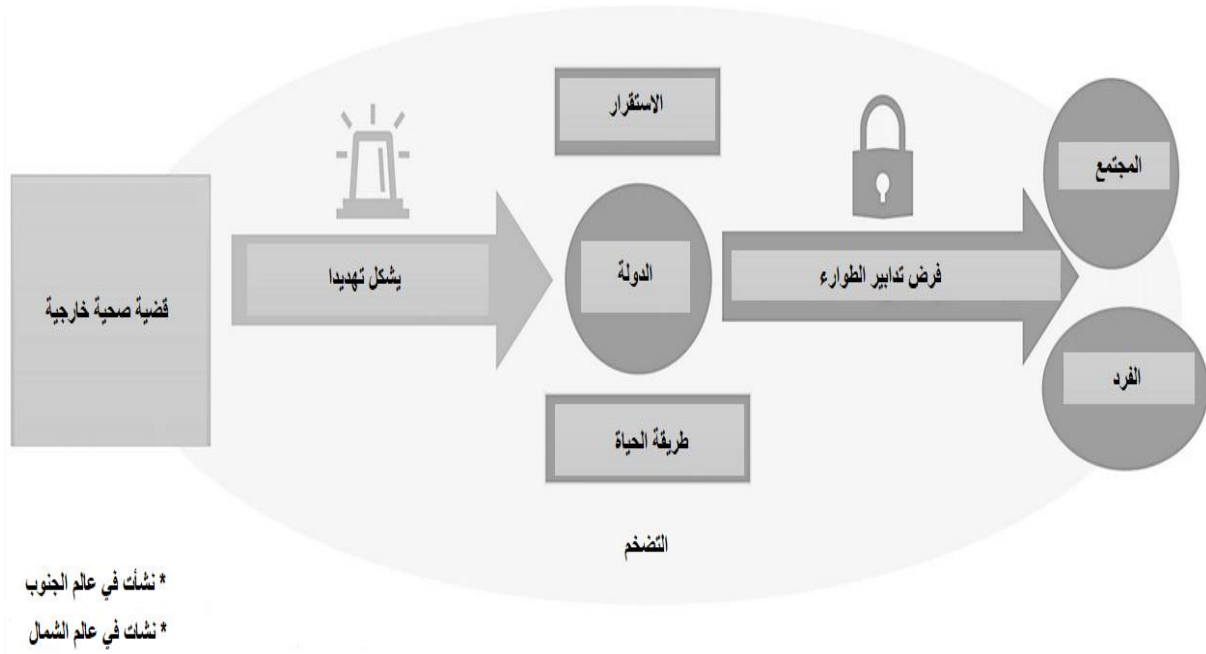 الاستقرار
المجتمع
يشكل تهديدا
الدولة
فرض تدابير الطوارء
قضية صحية خارجية
الفرد
طريقة الحياة
التضخم
* نشأت في عالم الجنوب
* نشات في عالم الشمال